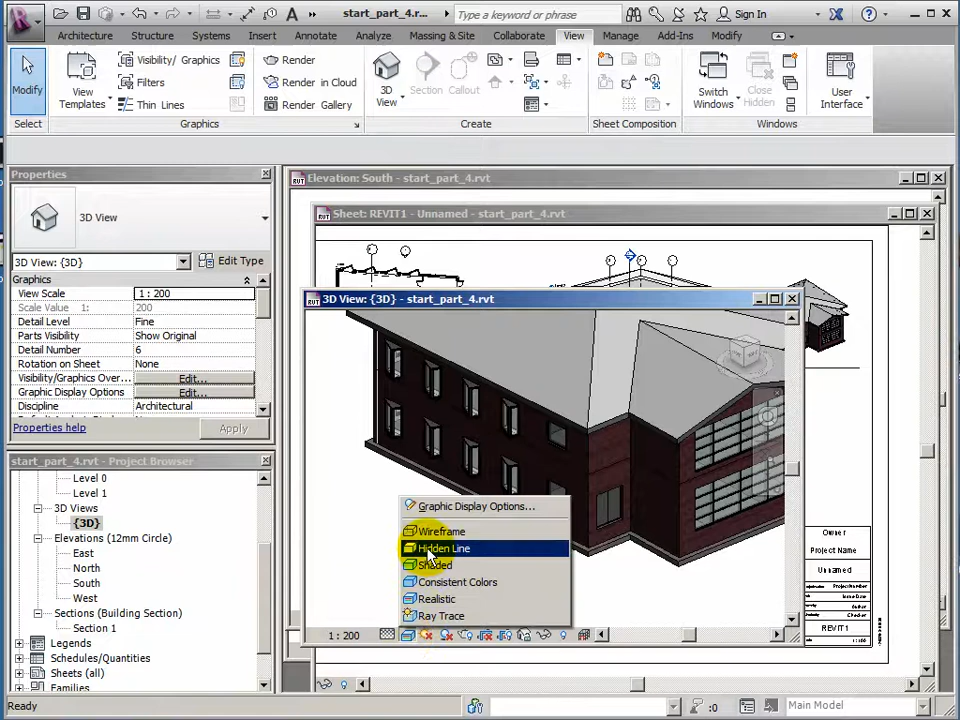 start_part_4.r...
Type a keyword or phrase
Sign In
Architecture
Structure
Systems
Insert
Annotate
Analyze
Massing & Site
Collaborate
View
Manage
Add-Ins
Modify
Modify
View
Templates
Visibility/ Graphics
Filters
Thin Lines
Render
Render in Cloud
Render Gallery
3D
View
Section
Callout
Switch
Windows
Close
Hidden
User
Interface
Select
Graphics
Create
Sheet Composition
Windows
Properties
3D View
3D View: {3D}
Edit Type
Graphics
View Scale
1 : 200
Scale Value 1:
200
Detail Level
Fine
Parts Visibility
Show Original
Detail Number
6
Rotation on Sheet
None
Visibility/Graphics Over...
Edit...
Graphic Display Options
Edit...
Discipline
Architectural
Properties help
Apply
start_part_4.rvt - Project Browser
Level 0
Level 1
3D Views
{3D}
Elevations (12mm Circle)
East
North
South
West
Sections (Building Section)
Section 1
Legends
Schedules/Quantities
Sheets (all)
Families
Elevation: South - start_part_4.rvt
Sheet: REVIT1 - Unnamed - start_part_4.rvt
3D View: {3D} - start_part_4.rvt
Graphic Display Options...
Wireframe
Hidden Line
Shaded
Consistent Colors
Realistic
Ray Trace
1 : 200
Owner
Project Name
Unnamed
REVIT1
Ready
:0
Main Model